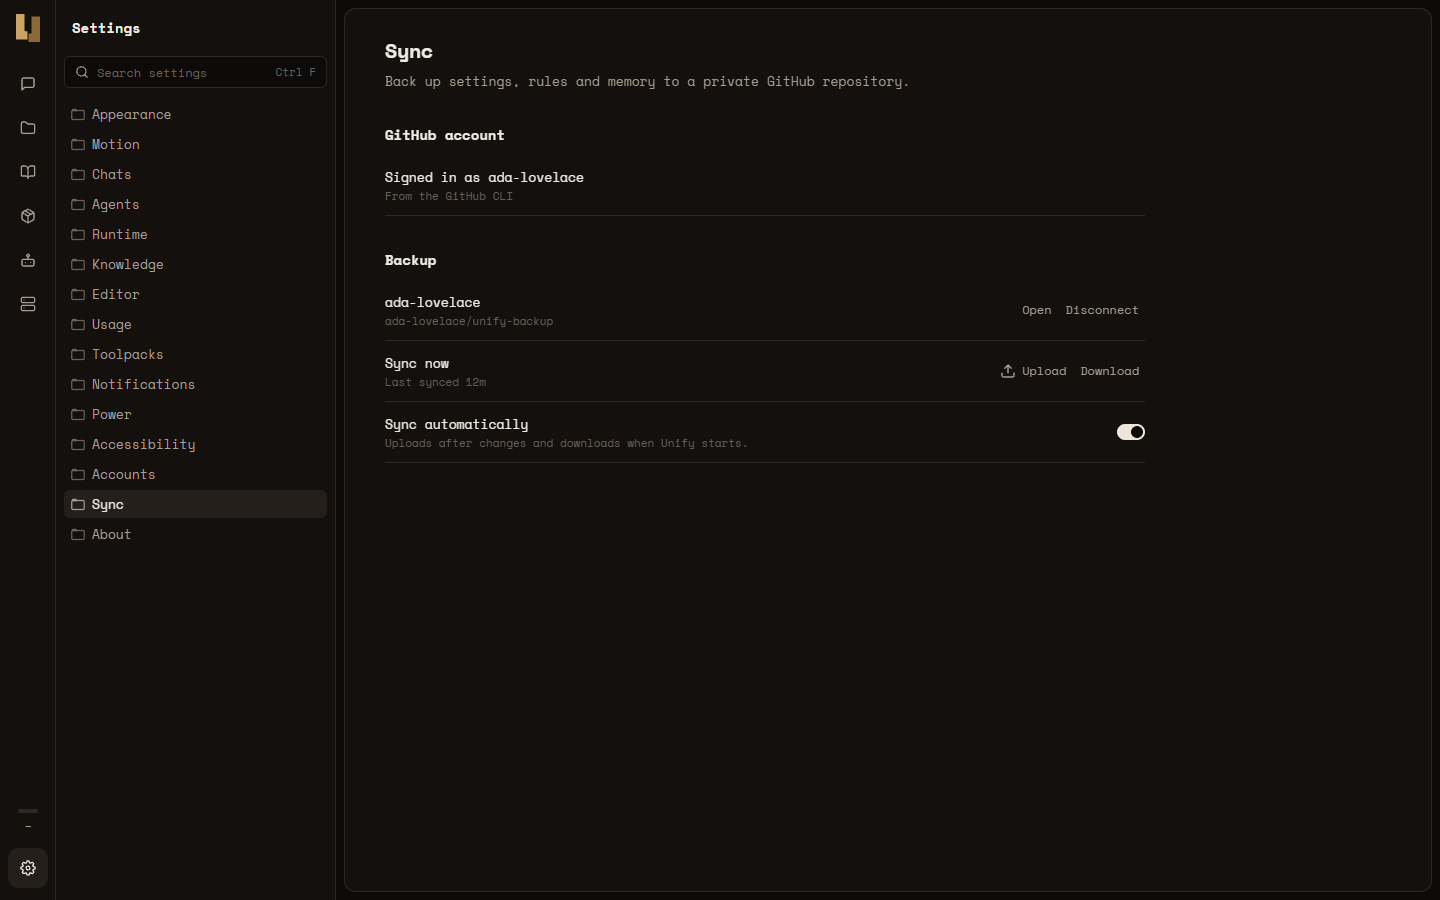 Settings
Search settings Ctrl F
Appearance
Motion
Chats
Agents
Runtime
Knowledge
Editor
Usage
Toolpacks
Notifications
Power
Accessibility
Accounts
Sync
About
–
Sync
Back up settings, rules and memory to a private GitHub repository.
GitHub account
Signed in as ada-lovelace
From the GitHub CLI
Backup
ada-lovelace
ada-lovelace/unify-backup
Open Disconnect
Sync now
Last synced 12m
Upload Download
Sync automatically
Uploads after changes and downloads when Unify starts.